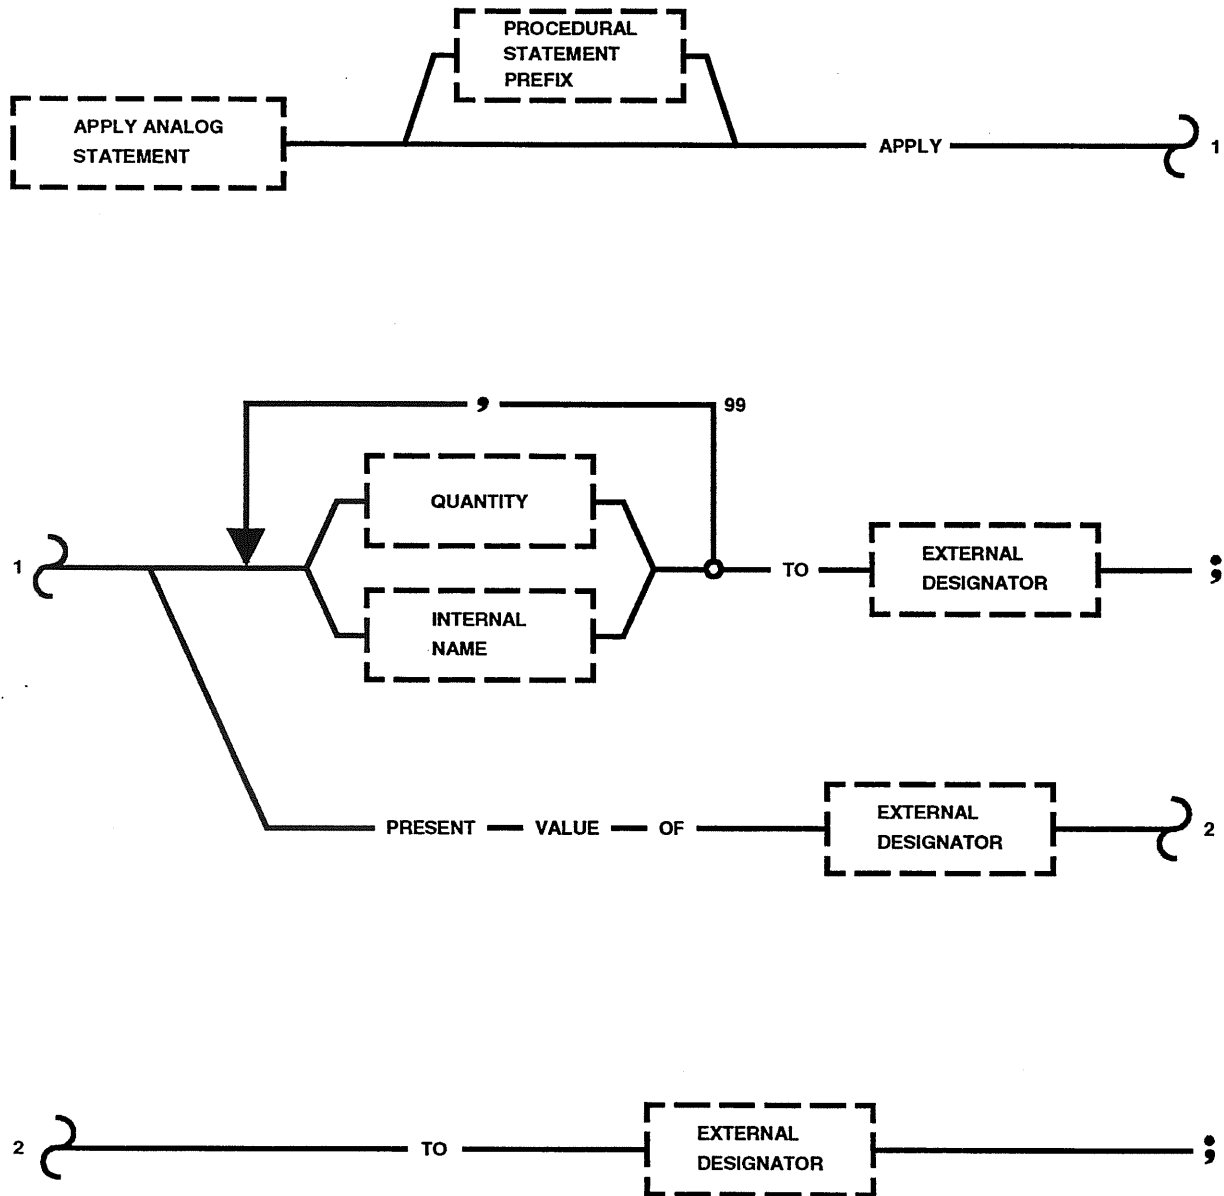 PROCEDURAL
STATEMENT
PREFIX
APPLY ANALOG
STATEMENT
APPLY
1
,
99
QUANTITY
1
TO
EXTERNAL
DESIGNATOR
;
INTERNAL
NAME
PRESENT VALUE OF
EXTERNAL
DESIGNATOR
2
2
TO
EXTERNAL
DESIGNATOR
;